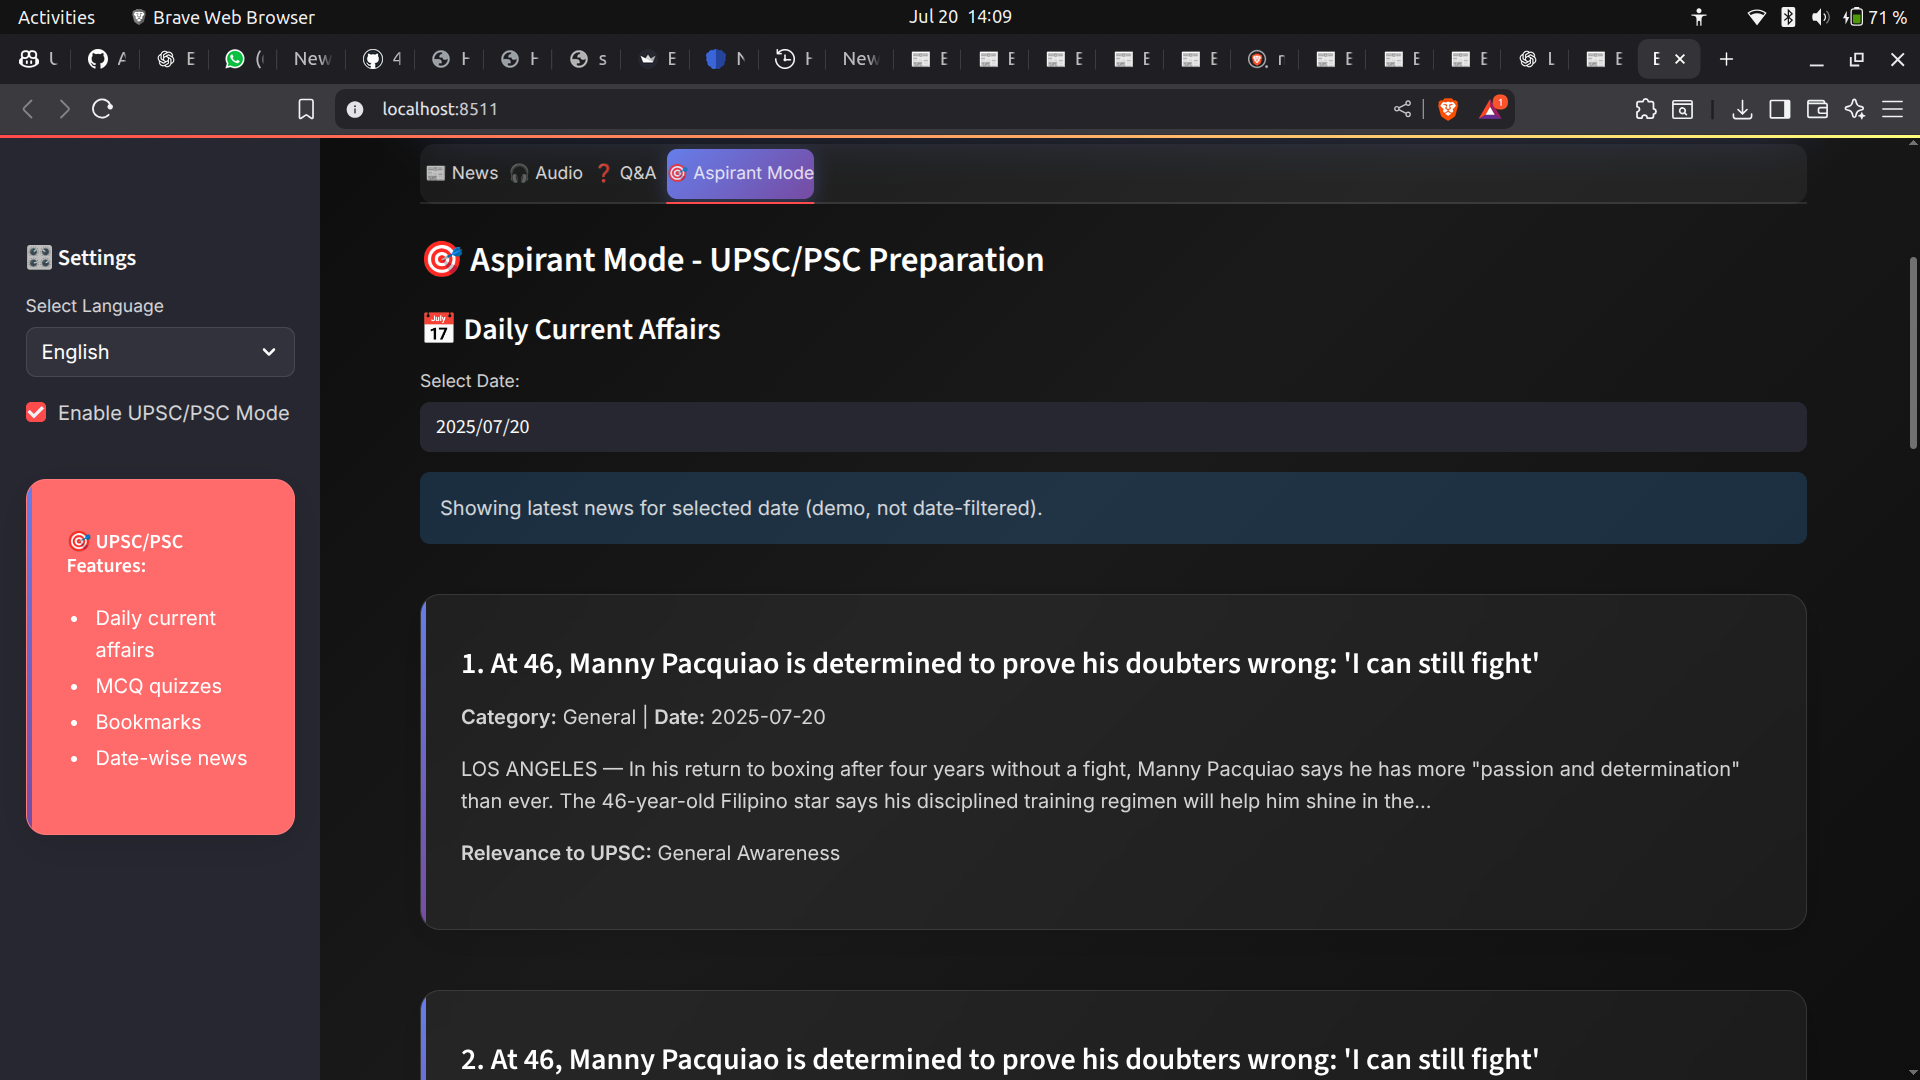 Activities
Brave Web Browser
Jul 20 14:09
71 %
U
A
E
(
New
4
H
H
s
E
N
H
New
E
E
E
E
E
r
E
E
E
L
E
E
localhost:8511
1
News
Audio
Q&A
Aspirant Mode
Settings
Select Language
English
Enable UPSC/PSC Mode
UPSC/PSC
Features:
• Daily current
affairs
• MCQ quizzes
• Bookmarks
• Date-wise news
Aspirant Mode - UPSC/PSC Preparation
July
17
Daily Current Affairs
Select Date:
2025/07/20
Showing latest news for selected date (demo, not date-filtered).
1. At 46, Manny Pacquiao is determined to prove his doubters wrong: 'I can still fight'
Category: General | Date: 2025-07-20
LOS ANGELES — In his return to boxing after four years without a fight, Manny Pacquiao says he has more "passion and determination"
than ever. The 46-year-old Filipino star says his disciplined training regimen will help him shine in the...
Relevance to UPSC: General Awareness
2. At 46, Manny Pacquiao is determined to prove his doubters wrong: 'I can still fight'